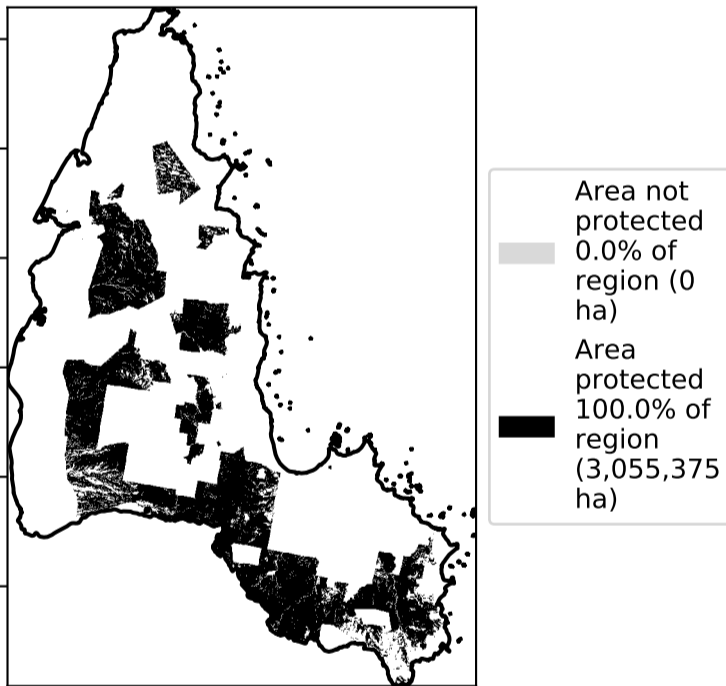 Area not
protected
0.0% of
region (0
ha)
Area
protected
100.0% of
region
(3,055,375
ha)